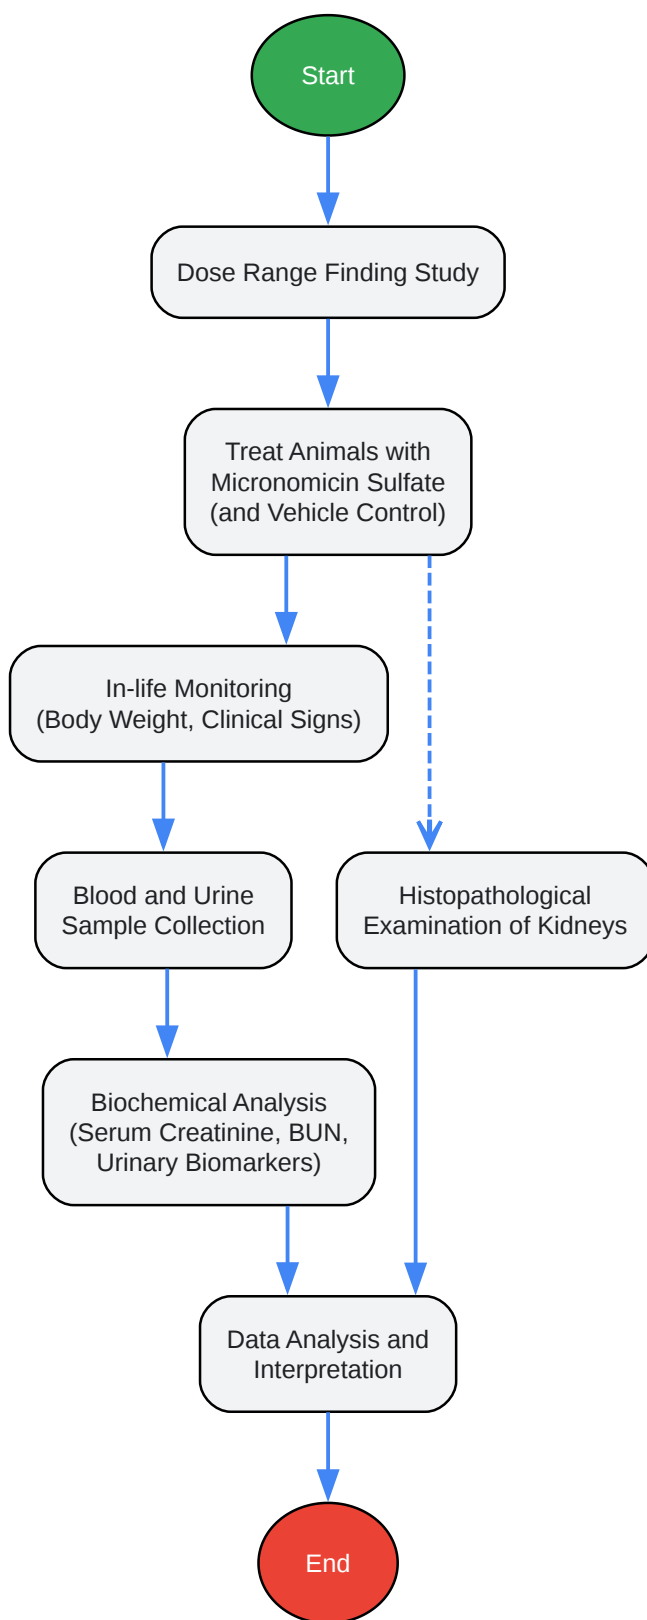 Start
Dose Range Finding Study
Treat Animals with
Micronomicin Sulfate
(and Vehicle Control)
In-life Monitoring
(Body Weight, Clinical Signs)
Blood and Urine
Sample Collection
Histopathological
Examination of Kidneys
Biochemical Analysis
(Serum Creatinine, BUN,
Urinary Biomarkers)
Data Analysis and
Interpretation
End